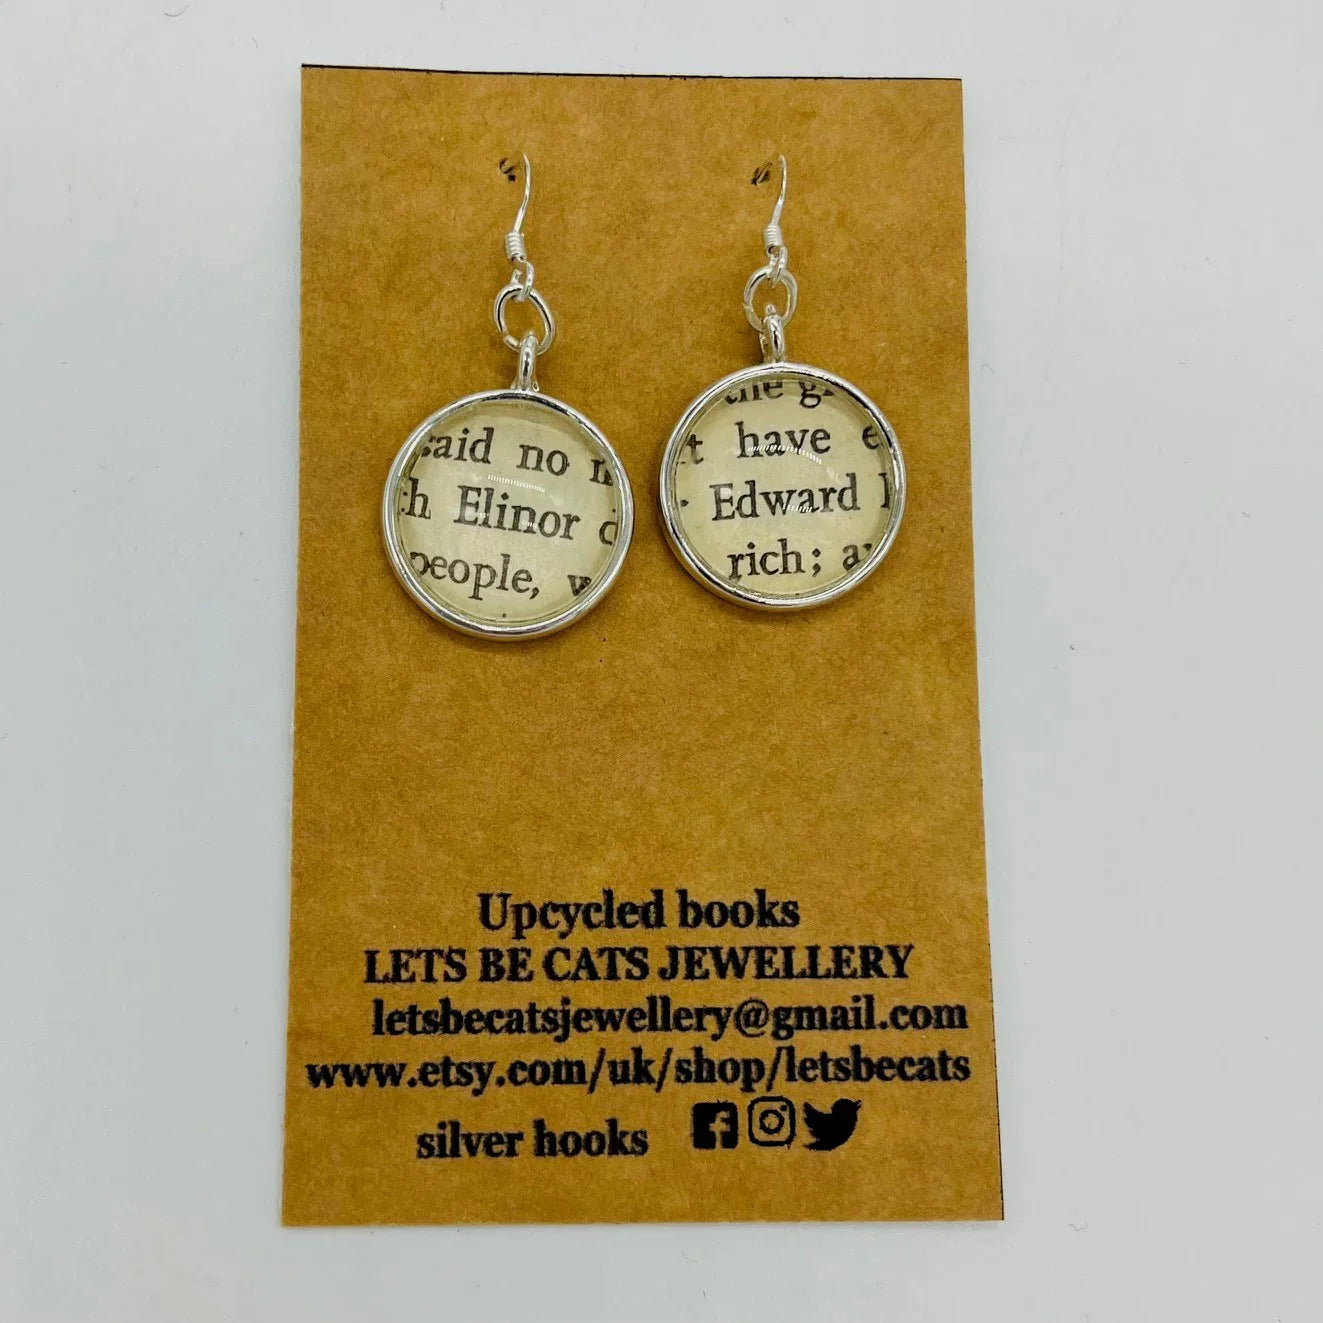 said no
Elinor
people,
the
have
Edward
rich;
Upcycled books
LETS BE CATS JEWELLERY
letsbecatsjewellery@gmail.com
www.etsy.com/uk/shop/letsbecats
silver hooks